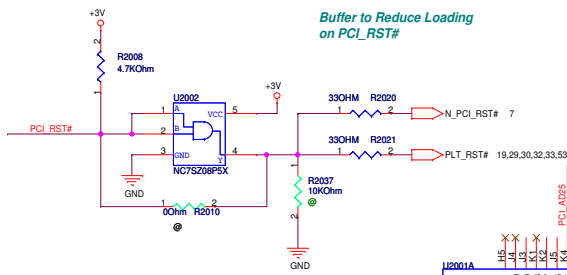 Buffer to Reduce Loading
on PCI_RST#
+3V
2
R2008
4.7KOhm
1
U2002
+3V
1
A
VCC
5
2
B
3
GND
Y
4
NC7SZ08P5X
PCI_RST#
GND
1
0Ohm
R2010
2
@
33OHM
R2020
1
2
N_PCI_RST#
7
33OHM
R2021
1
2
PLT_RST#
19,29,30,32,33,53
1
R2037
10KOhm
@
2
GND
PCI_AD25
H5
J4
J3
K1
K2
J5
K4
U2001A